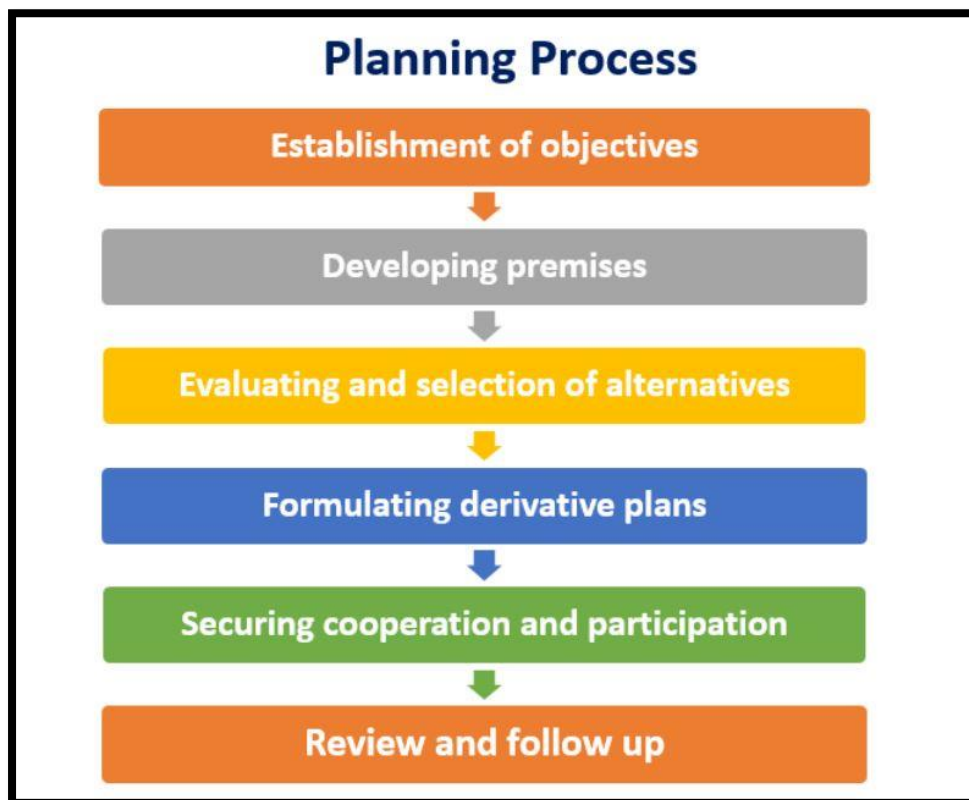 Planning Process
Establishment of objectives
Developing premises
Evaluating and selection of alternatives
Formulating derivative plans
Securing cooperation and participation
Review and follow up